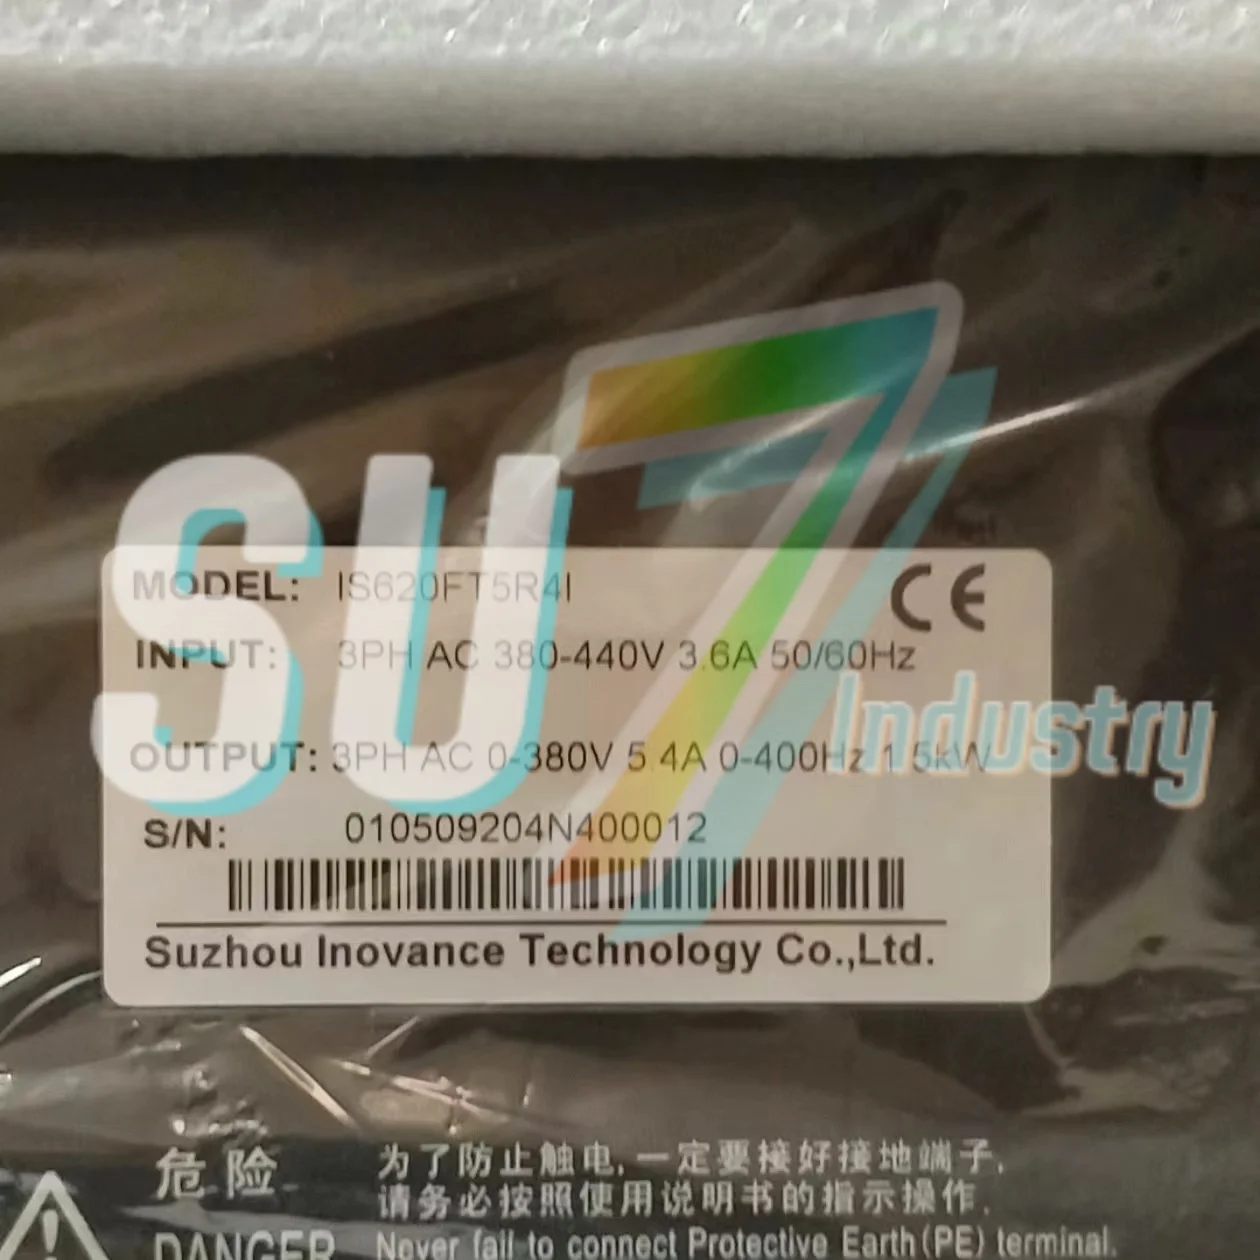 SU7
Industry
MODEL: IS620FT5R4I
CE
INPUT: 3PH AC 380-440V 3.6A 50/60Hz
OUTPUT: 3PH AC 0-380V 5.4A 0-400Hz 1.5kW
S/N: 010509204N400012
Suzhou Inovance Technology Co.,Ltd.
危险 为了防止触电,一定要接好接地端子,
请务必按照使用说明书的指示操作.
DANGER Never fail to connect Protective Earth(PE) terminal.